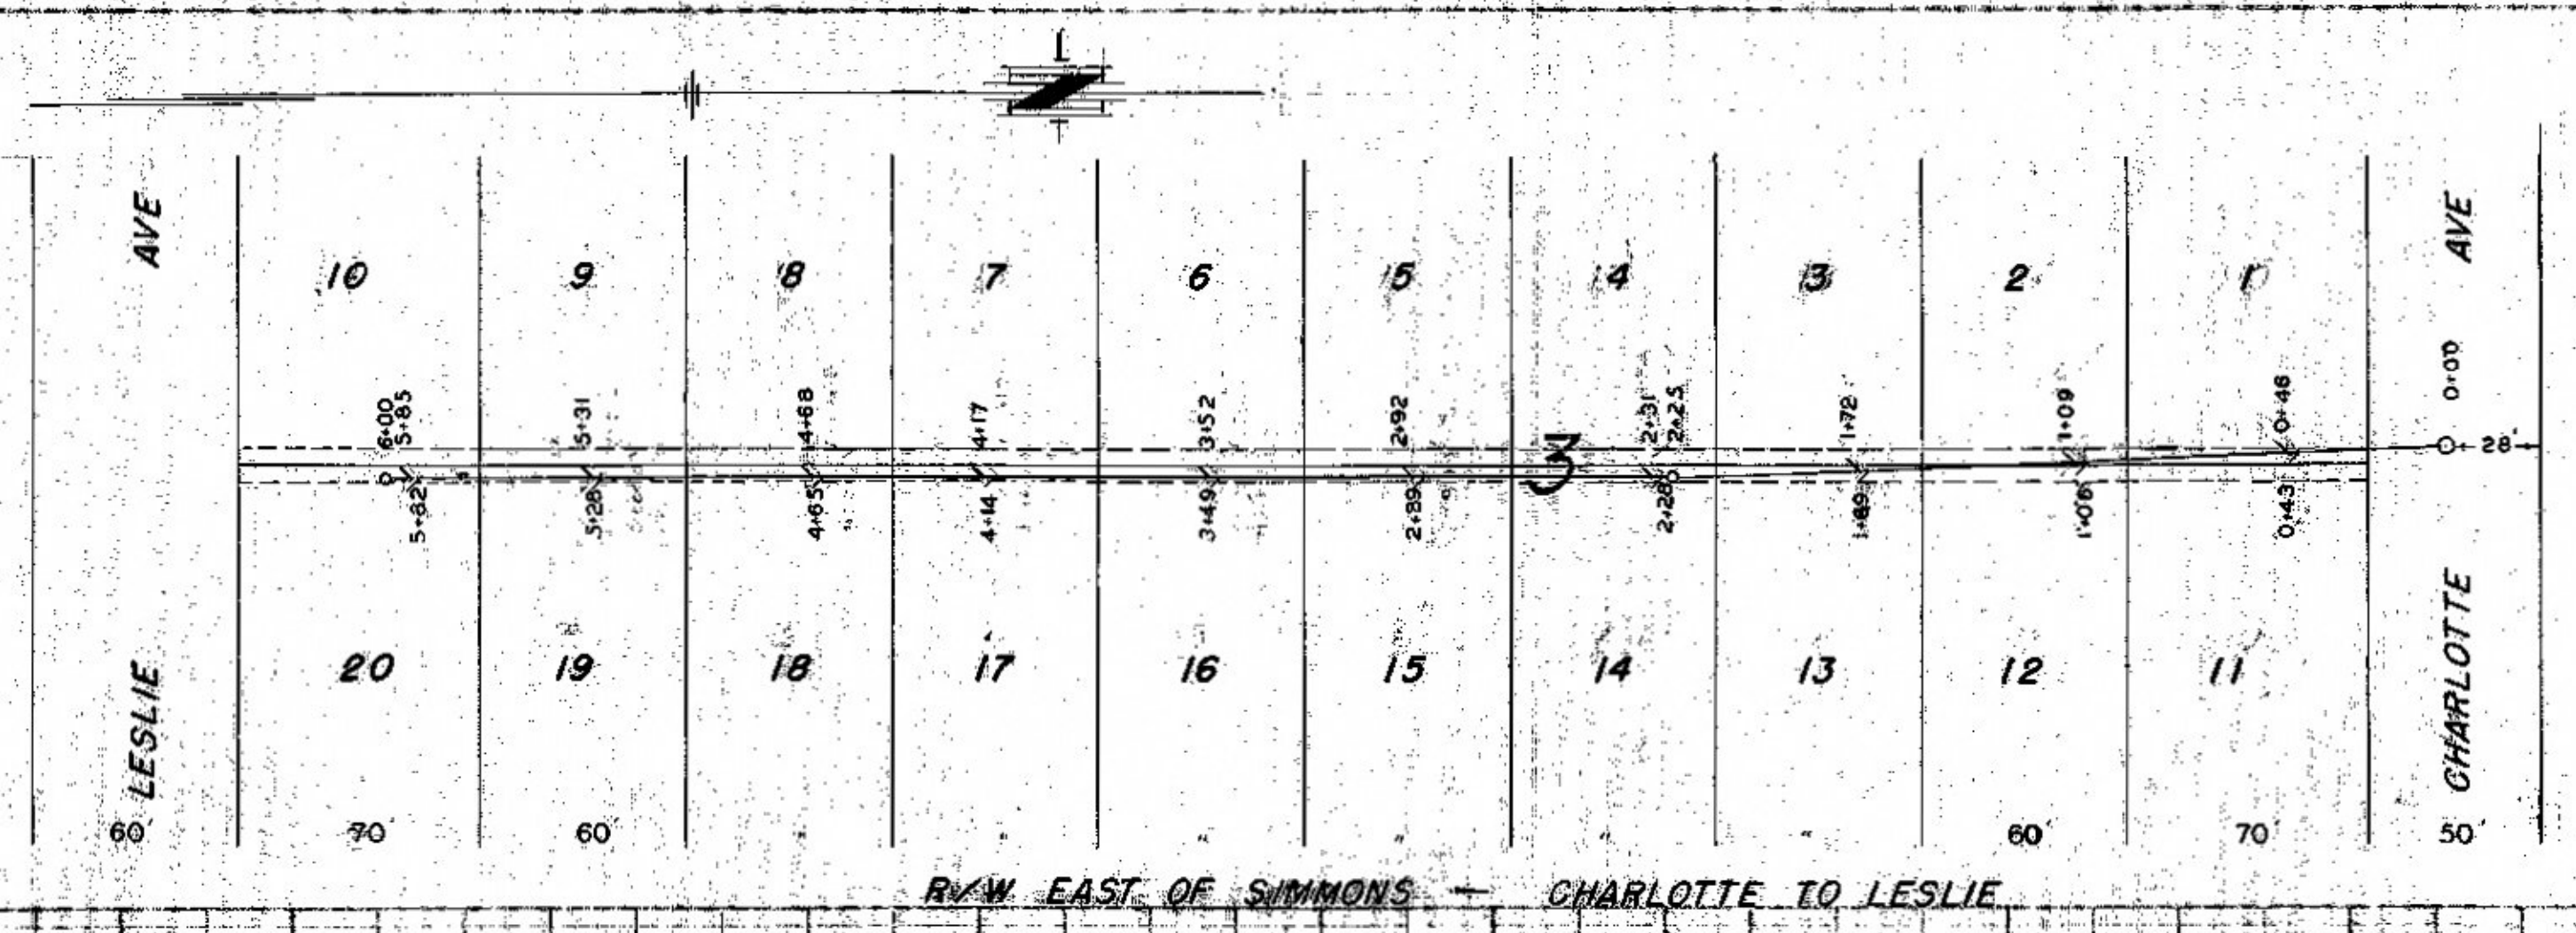 LESLIE AVE
CHARLOTTE AVE
10 9 8 7 6 5 4 3 2 1
6+00
5+85 5+31 4+68 4+17 3+52 2+92 2+31 2+25 1+72 1+09 0+46 0+00
3
28'
5+82 5+28 4+65 4+14 3+49 2+89 2+28 1+69 1+06 0+43
20 19 18 17 16 15 14 13 12 11
60' 70' 60' " " " " " " 60' 70' 50'
R/W EAST OF SIMMONS — CHARLOTTE TO LESLIE